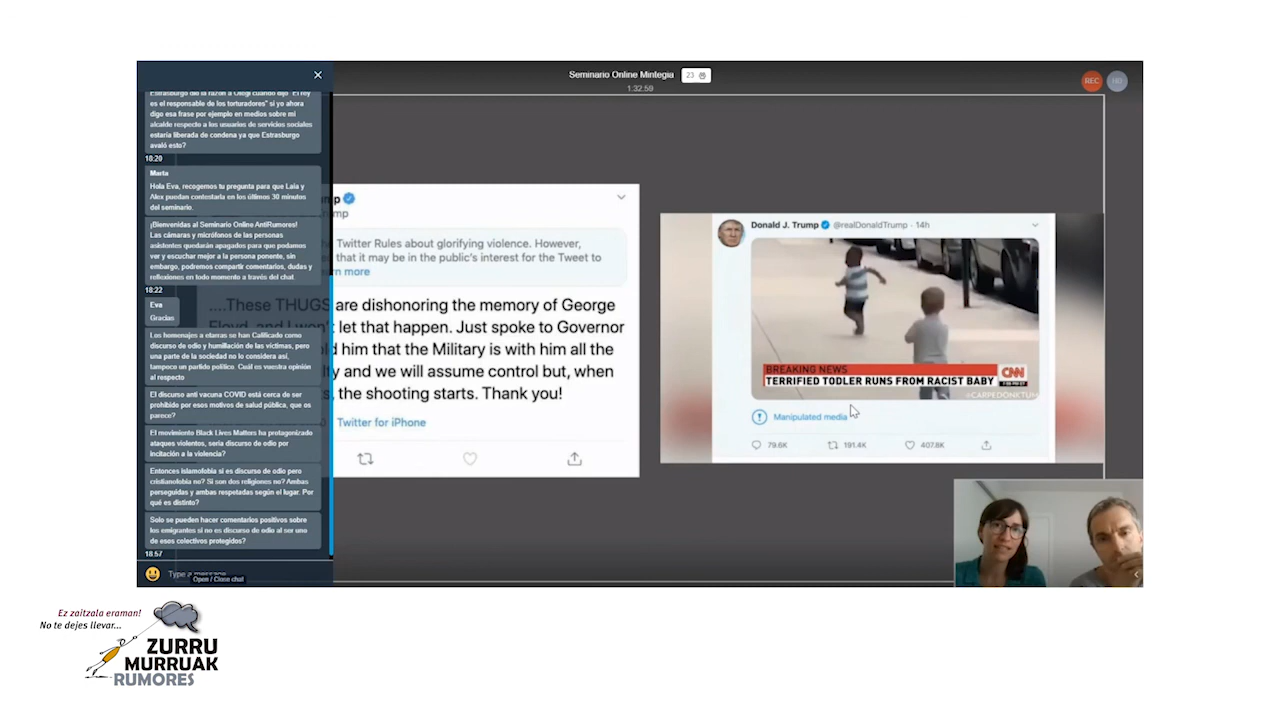 Seminario Online Mintegia 23
1.32.59
REC
HD
Estrasburgo dio la razón a Otegi cuando dijo "El rey
es el responsable de los torturadores" si yo ahora
digo esa frase por ejemplo en medios sobre mi
alcalde respecto a los usuarios de servicios sociales
estaría liberada de condena ya que Estrasburgo
avaló esto?
18:20
Marta
Hola Eva, recogemos tu pregunta para que Laia y
Alex puedan contestarla en los últimos 30 minutos
del seminario.
¡Bienvenidas al Seminario Online AntiRumores!
Las cámaras y micrófonos de las personas
asistentes quedarán apagados para que podamos
ver y escuchar mejor a la persona ponente, sin
embargo, podremos compartir comentarios, dudas y
reflexiones en todo momento a través del chat
18:22
Eva
Gracias
Los homenajes a etarras se han Calificado como
discurso de odio y humillación de las víctimas, pero
una parte de la sociedad no lo considera así,
tampoco un partido político. Cuál es vuestra opinión
al respecto
El discurso anti vacuna COVID está cerca de ser
prohibido por esos motivos de salud pública, que os
parece?
El movimiento Black Lives Matters ha protagonizado
ataques violentos, sería discurso de odio por
incitación a la violencia?
Entonces islamofobia si es discurso de odio pero
cristianofobia no? Si son dos religiones no? Ambas
perseguidas y ambas respetadas según el lugar. Por
qué es distinto?
Solo se pueden hacer comentarios positivos sobre
los emigrantes si no es discurso de odio al ser uno
de esos colectivos protegidos?
18:57
Type a message
Open / Close chat
mp
mp
Twitter Rules about glorifying violence. However,
that it may be in the public's interest for the Tweet to
rn more
....These THUGS are dishonoring the memory of George
Floyd, and I won't let that happen. Just spoke to Governor
d him that the Military is with him all the
ty and we will assume control but, when
s, the shooting starts. Thank you!
Twitter for iPhone
Donald J. Trump @realDonaldTrump · 14h
BREAKING NEWS
TERRIFIED TODLER RUNS FROM RACIST BABY
CNN
@CARPEDONKTUM
Manipulated media
79.6K 191.4K 407.8K
Ez zaitzala eraman!
No te dejes llevar...
ZURRU
MURRUAK
RUMORES